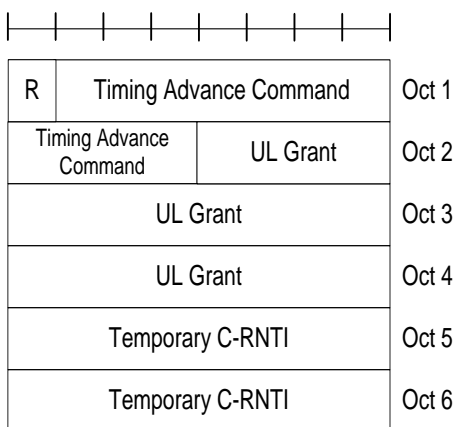 R Timing Advance Command Oct 1
Timing Advance
Command UL Grant Oct 2
UL Grant Oct 3
UL Grant Oct 4
Temporary C-RNTI Oct 5
Temporary C-RNTI Oct 6